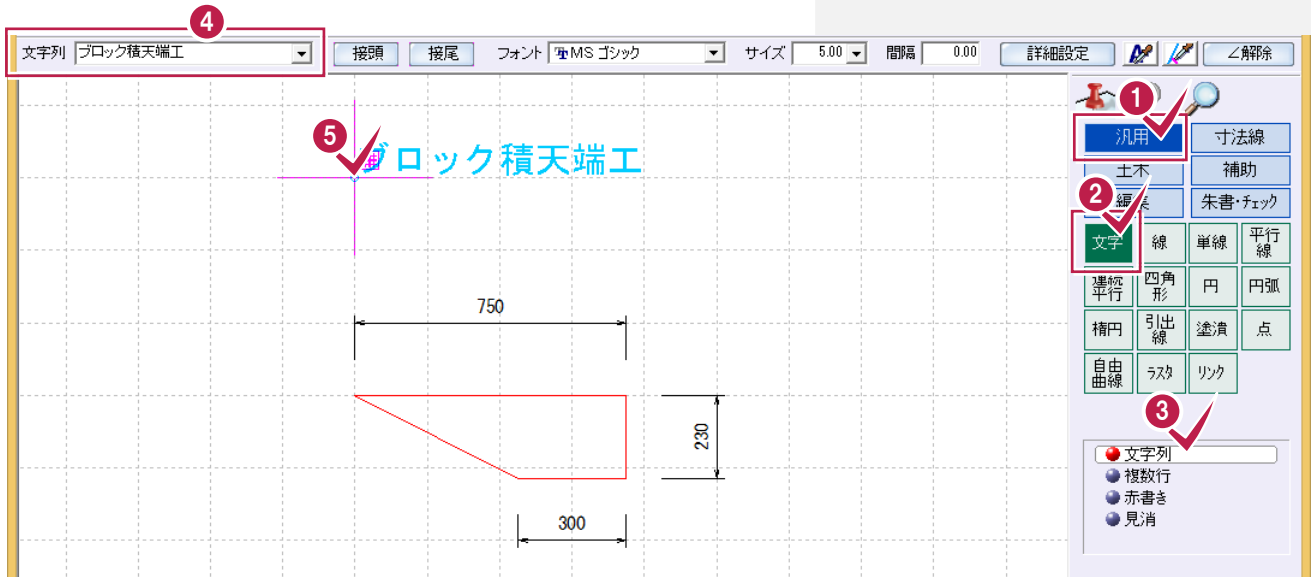 4
文字列 ブロック積天端工 接頭 接尾 フォント MS ゴシック サイズ 5.00 間隔 0.00 詳細設定 ∠解除
1
汎用 寸法線
土木 補助
2
編集 朱書・チェック
文字 線 単線 平行線
連続平行 四角形 円 円弧
楕円 引出線 塗潰 点
自由曲線 ラスタ リンク
3
文字列
複数行
赤書き
見消
5
ブロック積天端工
750
230
300